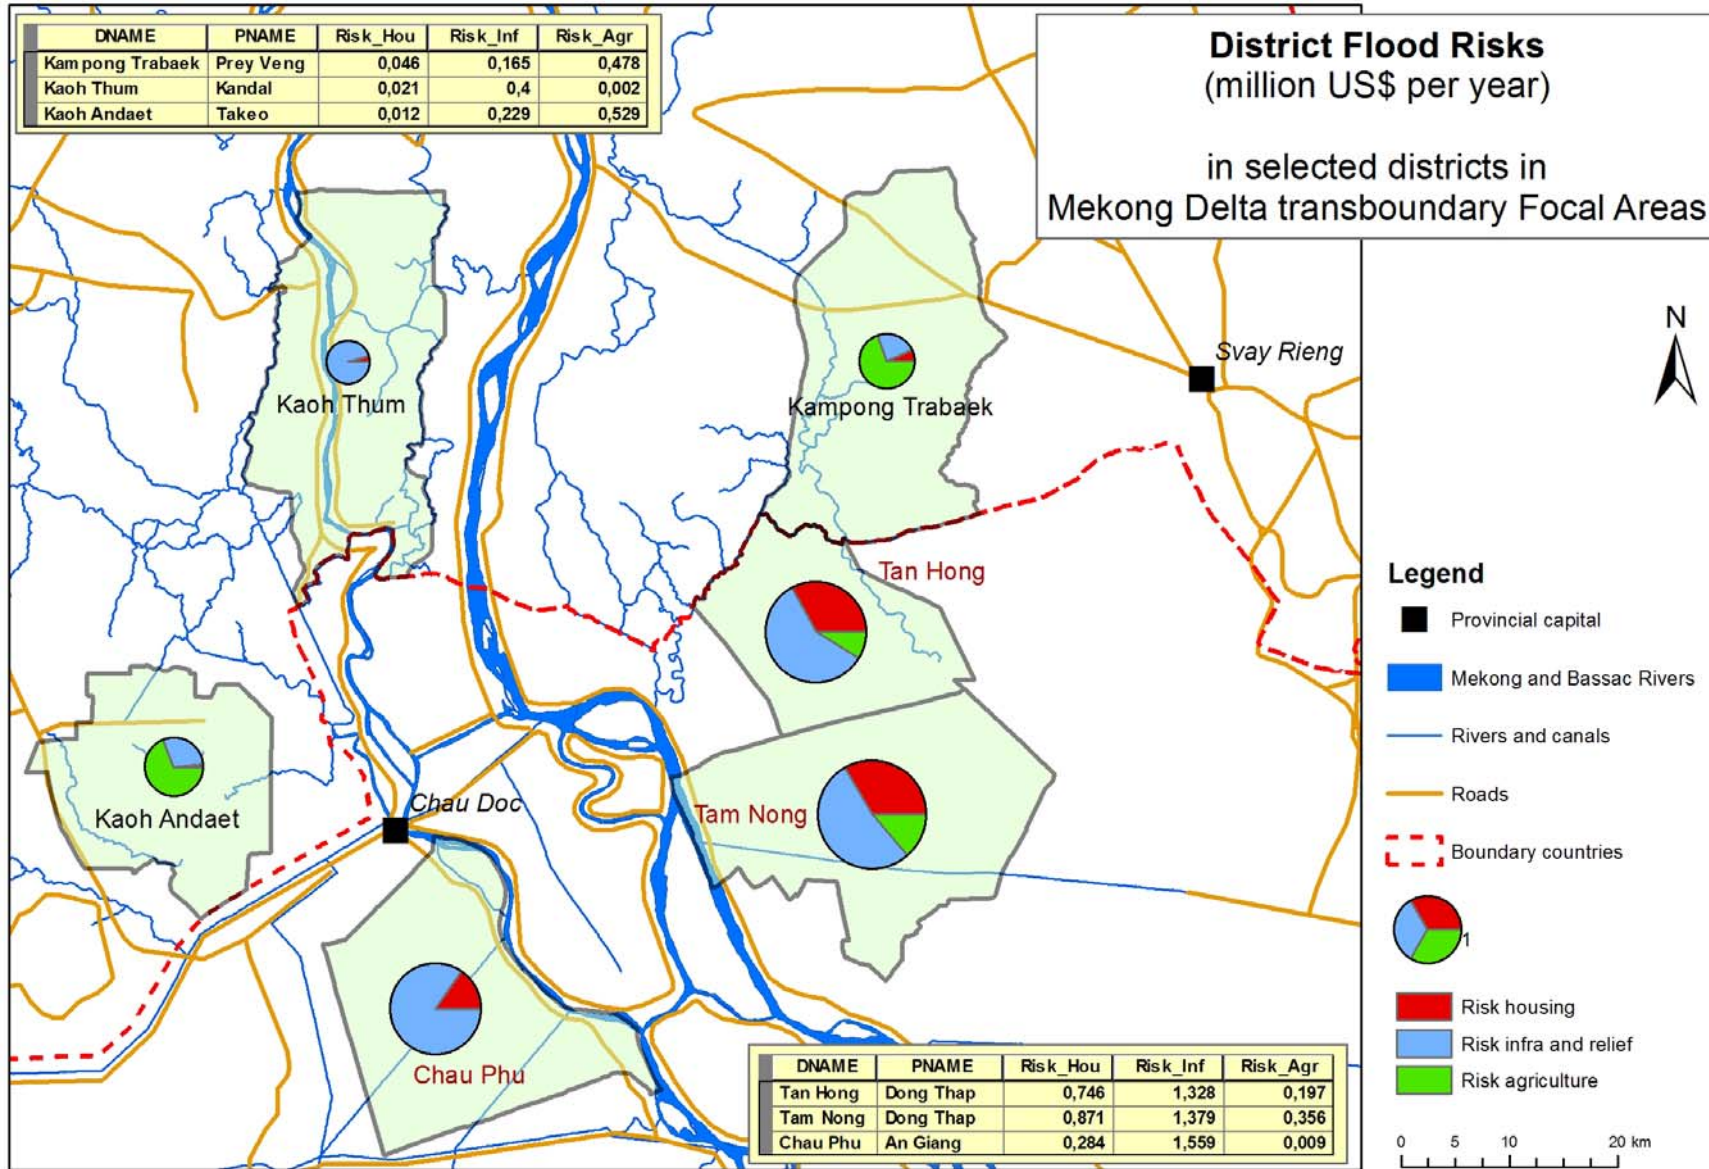 DNAME PNAME Risk_Hou Risk_Inf Risk_Agr
Kampong Trabaek Prey Veng 0,046 0,165 0,478
Kaoh Thum Kandal 0,021 0,4 0,002
Kaoh Andaet Takeo 0,012 0,229 0,529
District Flood Risks
(million US$ per year)
in selected districts in
Mekong Delta transboundary Focal Areas
N
Svay Rieng
Kaoh Thum
Kampong Trabaek
Tan Hong
Kaoh Andaet
Chau Doc
Tam Nong
Chau Phu
Legend
Provincial capital
Mekong and Bassac Rivers
Rivers and canals
Roads
Boundary countries
1
Risk housing
Risk infra and relief
Risk agriculture
0 5 10 20 km
DNAME PNAME Risk_Hou Risk_Inf Risk_Agr
Tan Hong Dong Thap 0,746 1,328 0,197
Tam Nong Dong Thap 0,871 1,379 0,356
Chau Phu An Giang 0,284 1,559 0,009